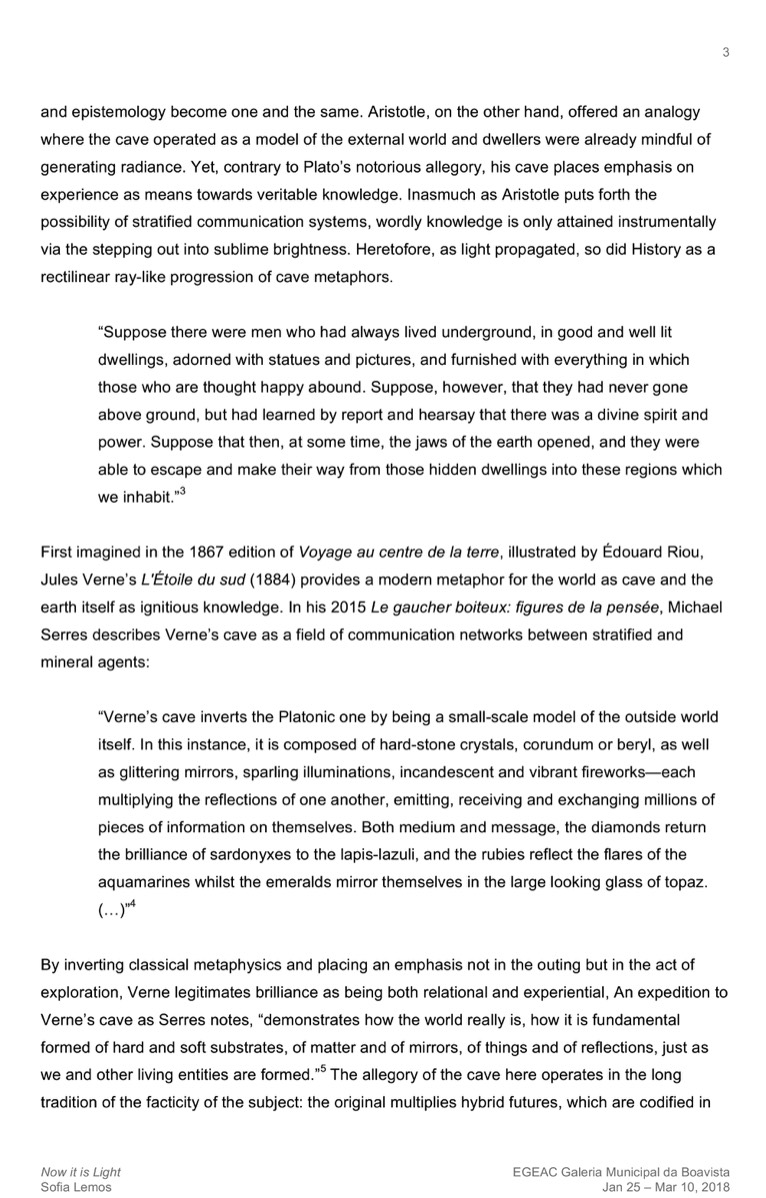 3
and epistemology become one and the same. Aristotle, on the other hand, offered an analogy
where the cave operated as a model of the external world and dwellers were already mindful of
generating radiance. Yet, contrary to Plato’s notorious allegory, his cave places emphasis on
experience as means towards veritable knowledge. Inasmuch as Aristotle puts forth the
possibility of stratified communication systems, wordly knowledge is only attained instrumentally
via the stepping out into sublime brightness. Heretofore, as light propagated, so did History as a
rectilinear ray-like progression of cave metaphors.
“Suppose there were men who had always lived underground, in good and well lit
dwellings, adorned with statues and pictures, and furnished with everything in which
those who are thought happy abound. Suppose, however, that they had never gone
above ground, but had learned by report and hearsay that there was a divine spirit and
power. Suppose that then, at some time, the jaws of the earth opened, and they were
able to escape and make their way from those hidden dwellings into these regions which
we inhabit.”3
First imagined in the 1867 edition of Voyage au centre de la terre, illustrated by Édouard Riou,
Jules Verne’s L'Étoile du sud (1884) provides a modern metaphor for the world as cave and the
earth itself as ignitious knowledge. In his 2015 Le gaucher boiteux: figures de la pensée, Michael
Serres describes Verne’s cave as a field of communication networks between stratified and
mineral agents:
“Verne’s cave inverts the Platonic one by being a small-scale model of the outside world
itself. In this instance, it is composed of hard-stone crystals, corundum or beryl, as well
as glittering mirrors, sparling illuminations, incandescent and vibrant fireworks—each
multiplying the reflections of one another, emitting, receiving and exchanging millions of
pieces of information on themselves. Both medium and message, the diamonds return
the brilliance of sardonyxes to the lapis-lazuli, and the rubies reflect the flares of the
aquamarines whilst the emeralds mirror themselves in the large looking glass of topaz.
(…)”4
By inverting classical metaphysics and placing an emphasis not in the outing but in the act of
exploration, Verne legitimates brilliance as being both relational and experiential, An expedition to
Verne’s cave as Serres notes, “demonstrates how the world really is, how it is fundamental
formed of hard and soft substrates, of matter and of mirrors, of things and of reflections, just as
we and other living entities are formed.”5 The allegory of the cave here operates in the long
tradition of the facticity of the subject: the original multiplies hybrid futures, which are codified in
Now it is Light
Sofia Lemos
EGEAC Galeria Municipal da Boavista
Jan 25 – Mar 10, 2018